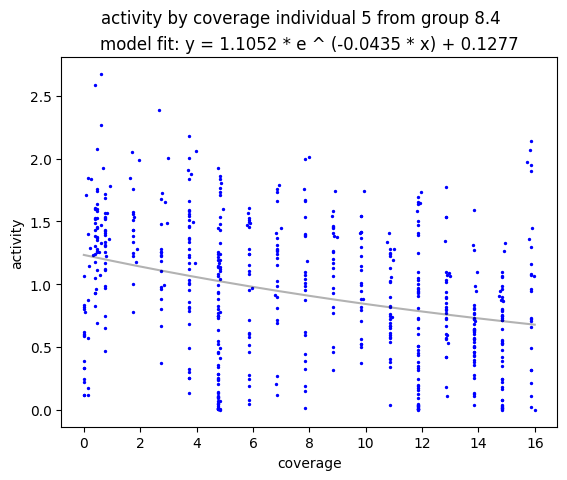 activity by coverage individual 5 from group 8.4
model fit: y = 1.1052 * e ^ (-0.0435 * x) + 0.1277
2.5
2.0
1.5
1.0
0.5
0.0
activity
0 2 4 6 8 10 12 14 16
coverage